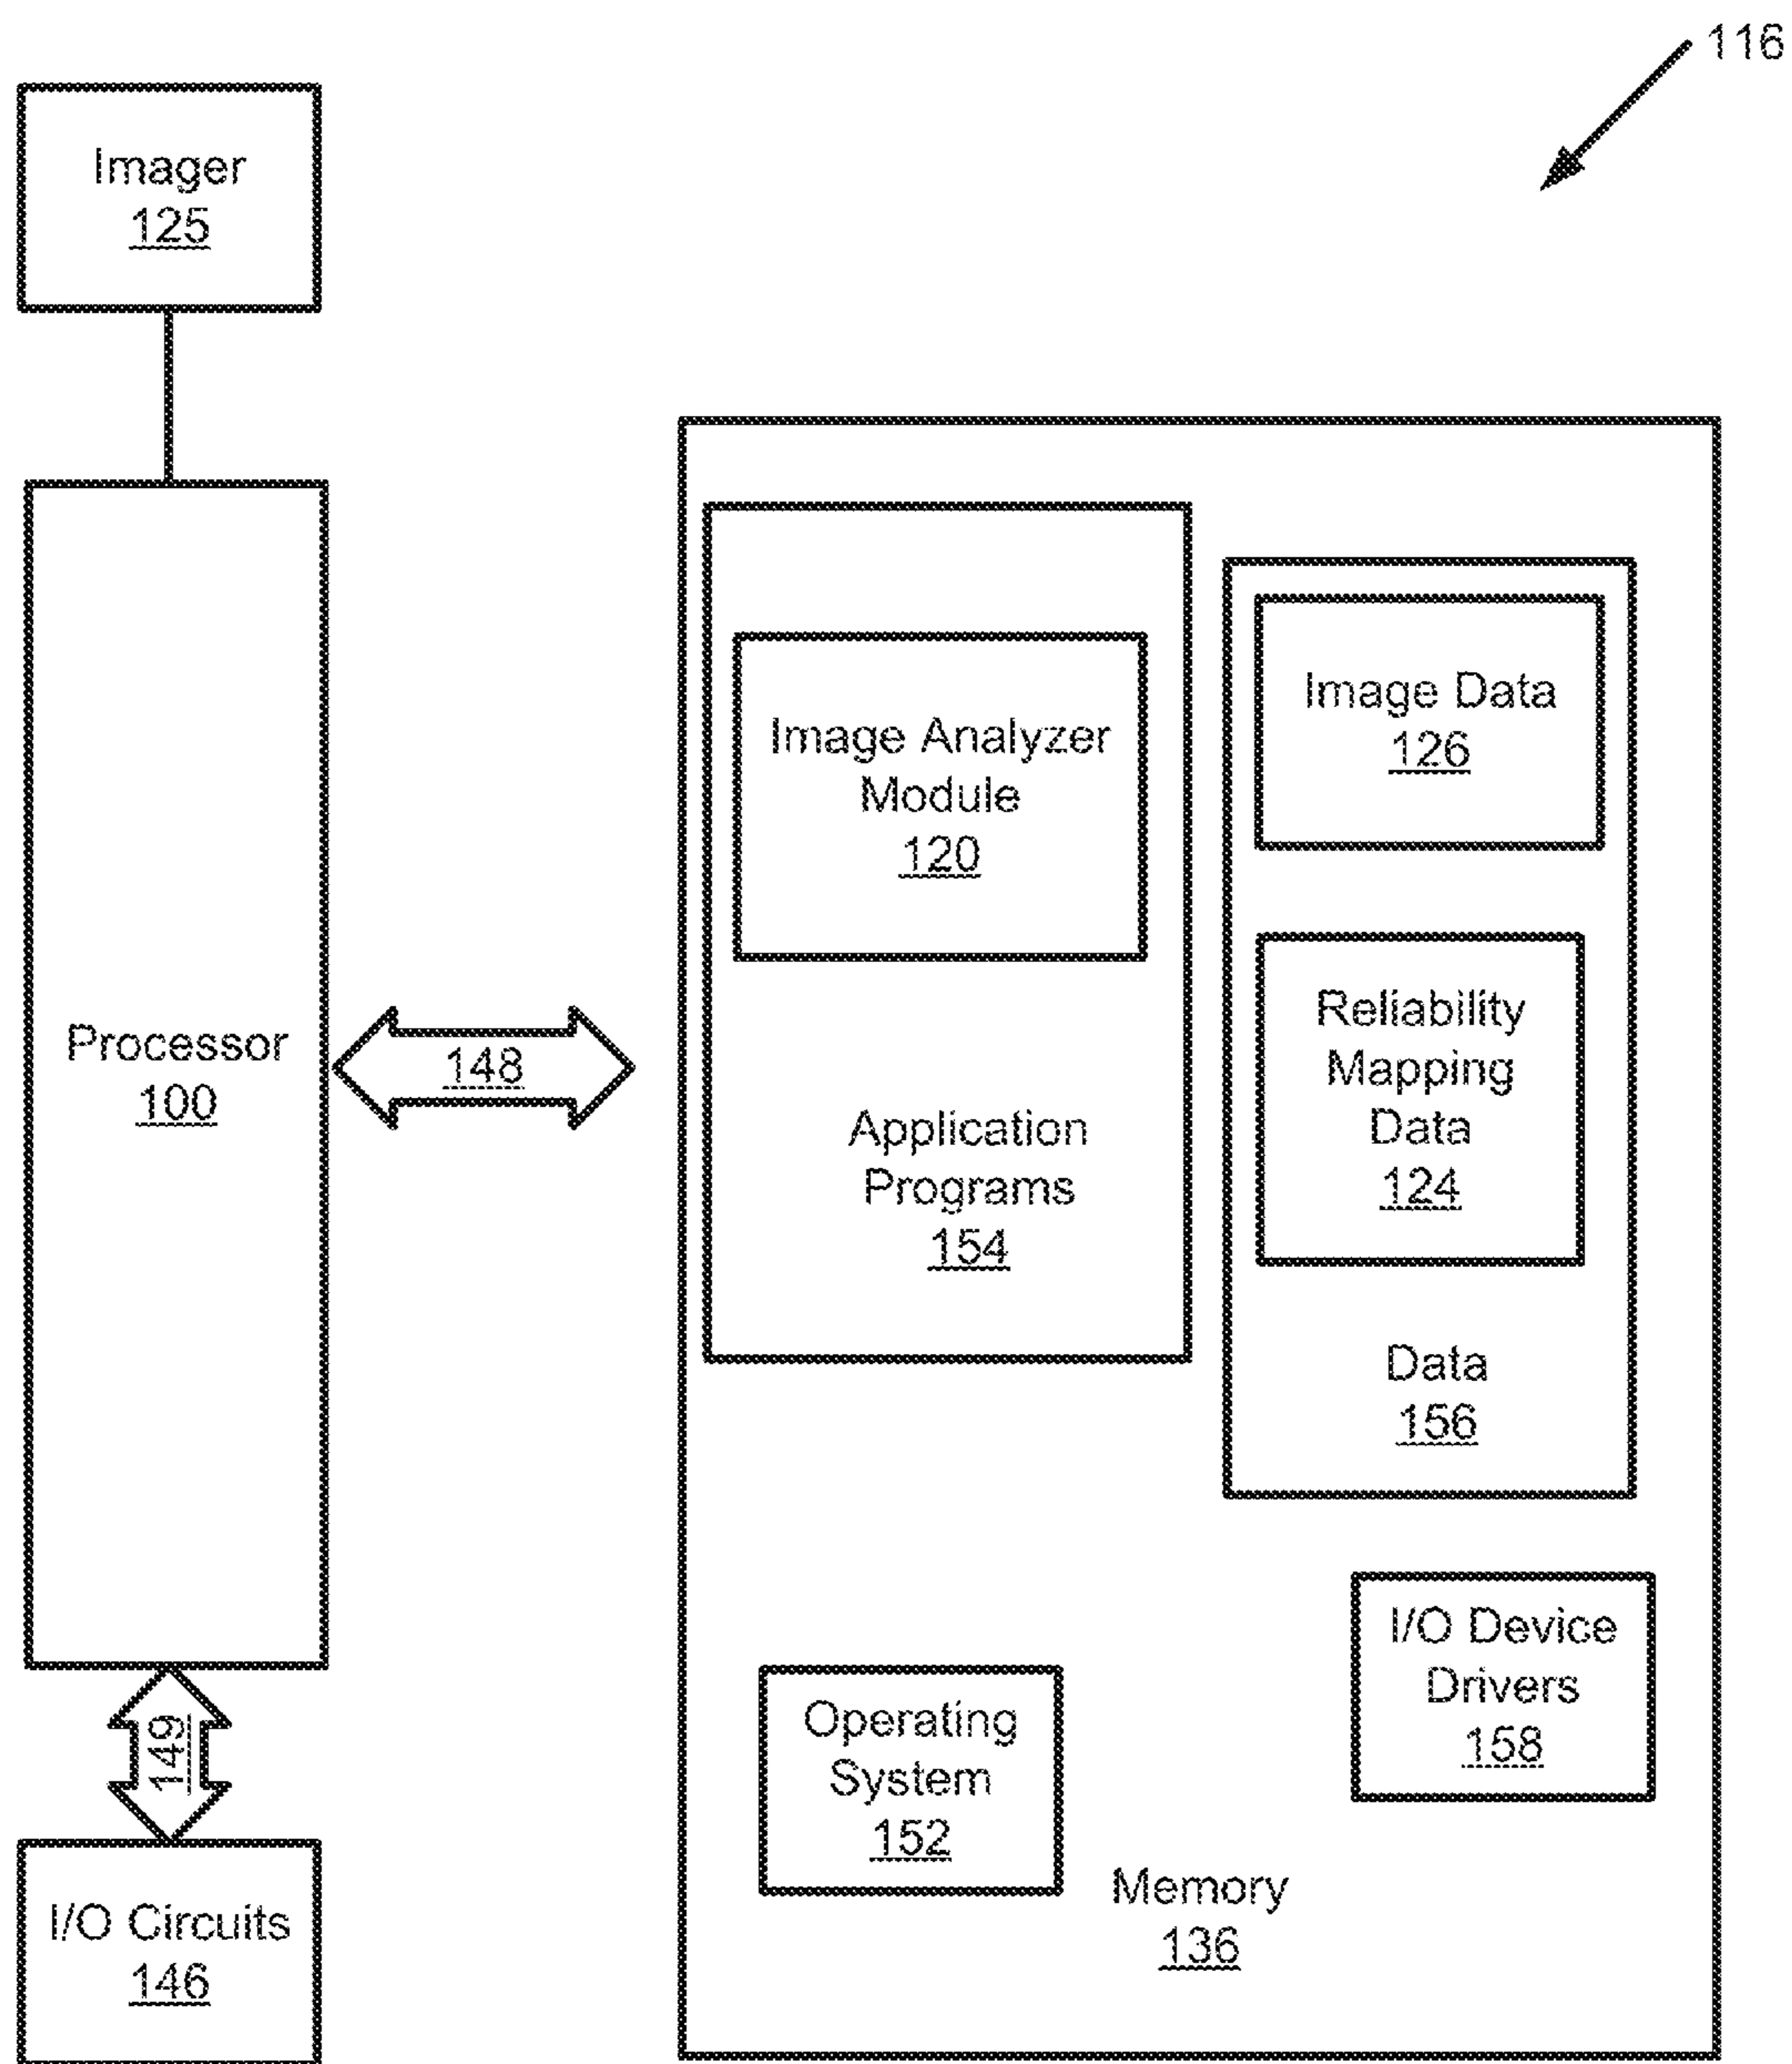 116
Imager
125
Processor
100
148
149
I/O Circuits
146
Image Analyzer
Module
120
Application
Programs
154
Image Data
126
Reliability
Mapping
Data
124
Data
156
I/O Device
Drivers
158
Operating
System
152
Memory
136